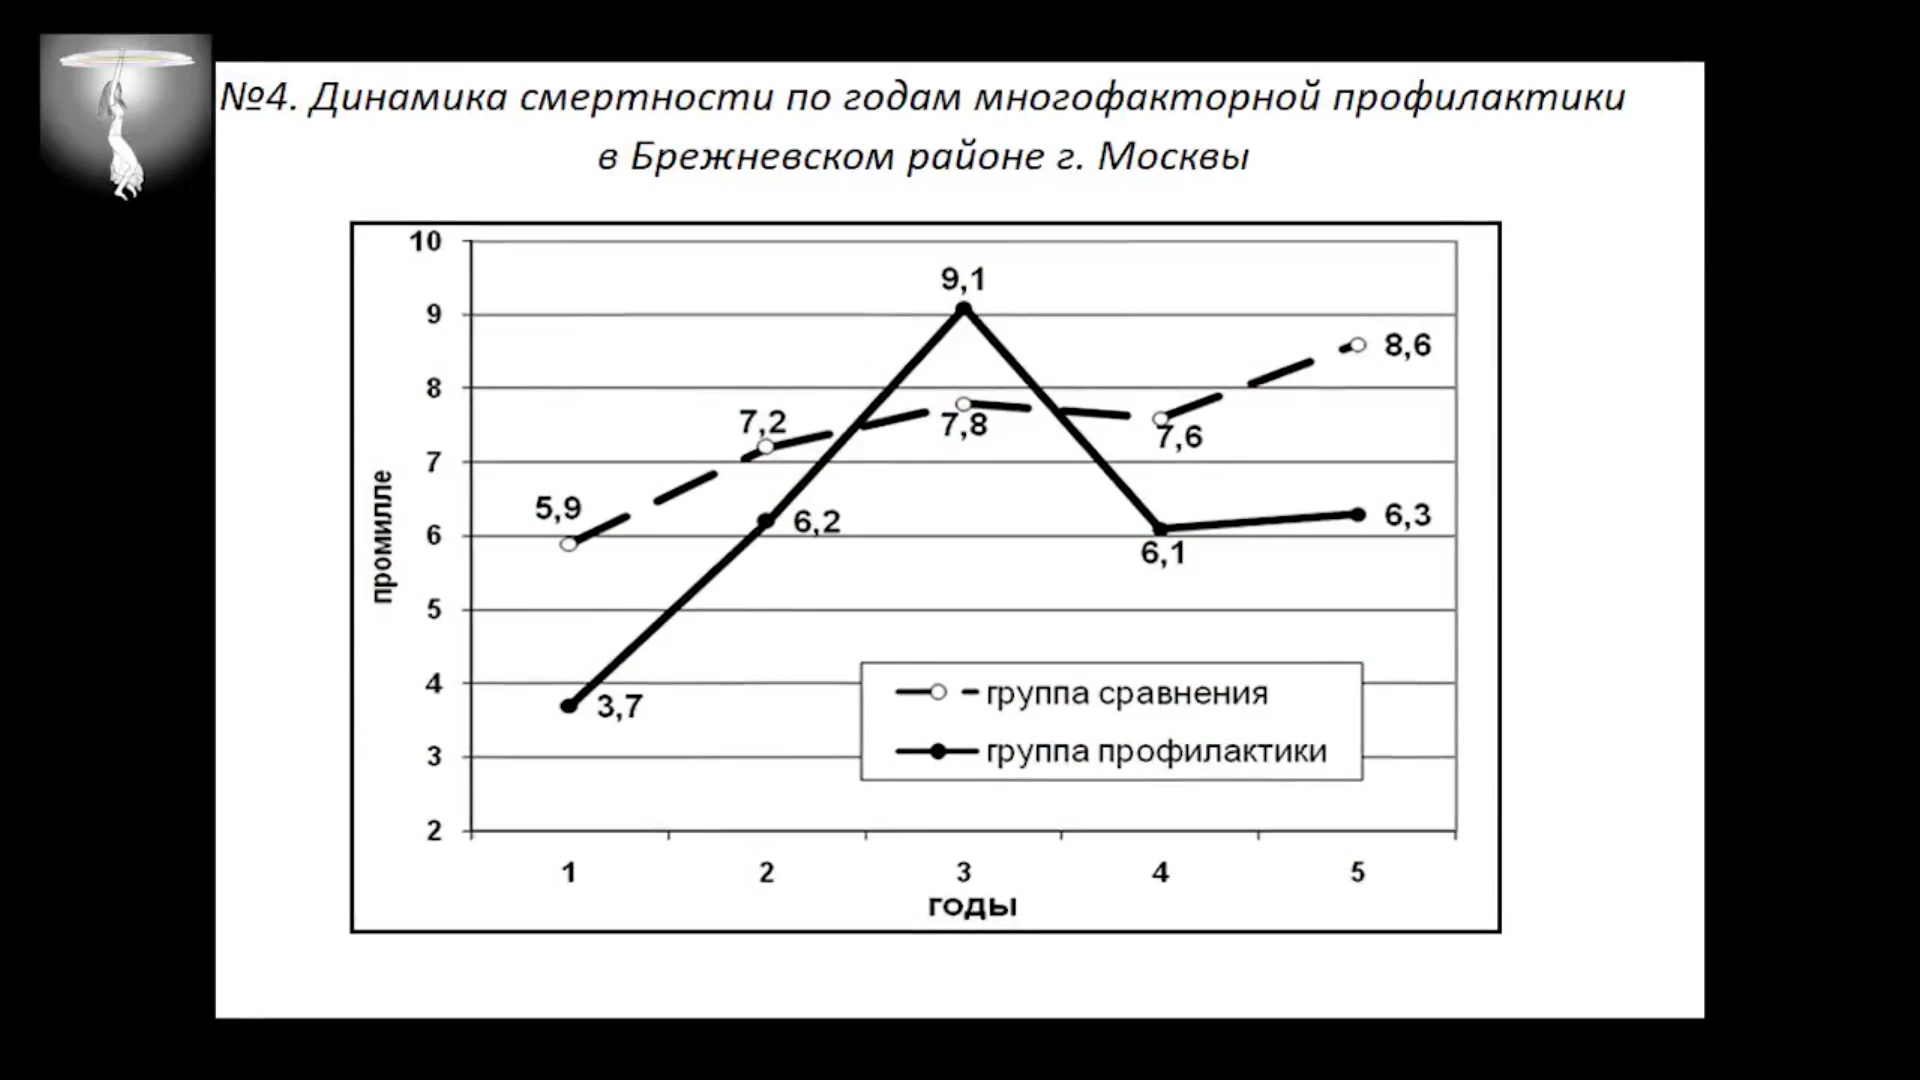 №4. Динамика смертности по годам многофакторной профилактики
в Брежневском районе г. Москвы
10
9
8
7
6
5
4
3
2
промилле
5,9
7,2
7,8
7,6
8,6
3,7
6,2
9,1
6,1
6,3
группа сравнения
группа профилактики
1 2 3 4 5
годы